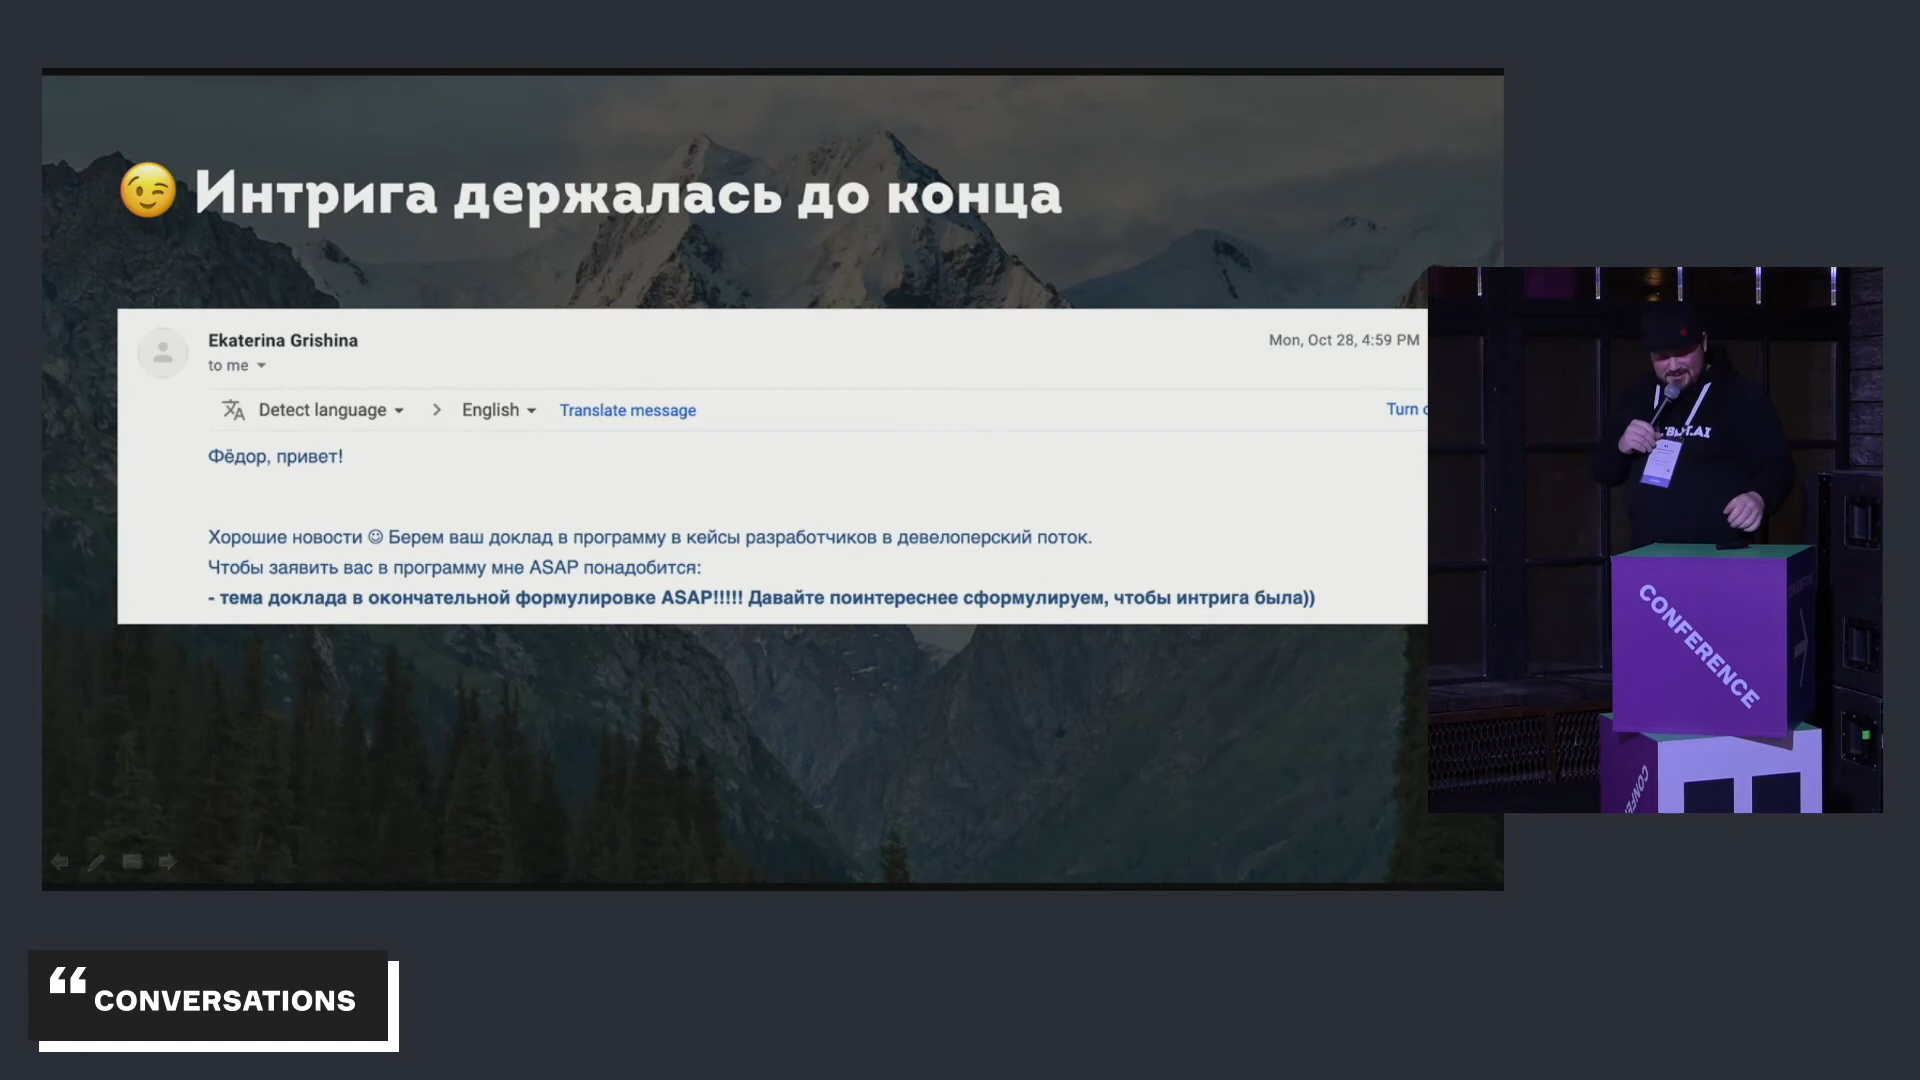 😉 Интрига держалась до конца
Ekaterina Grishina
Mon, Oct 28, 4:59 PM
to me
Detect language > English Translate message
Turn
Фёдор, привет!
Хорошие новости ☺ Берем ваш доклад в программу в кейсы разработчиков в девелоперский поток.
Чтобы заявить вас в программу мне ASAP понадобится:
- тема доклада в окончательной формулировке ASAP!!!!! Давайте поинтереснее сформулируем, чтобы интрига была))
CONFERENCE
“ CONVERSATIONS